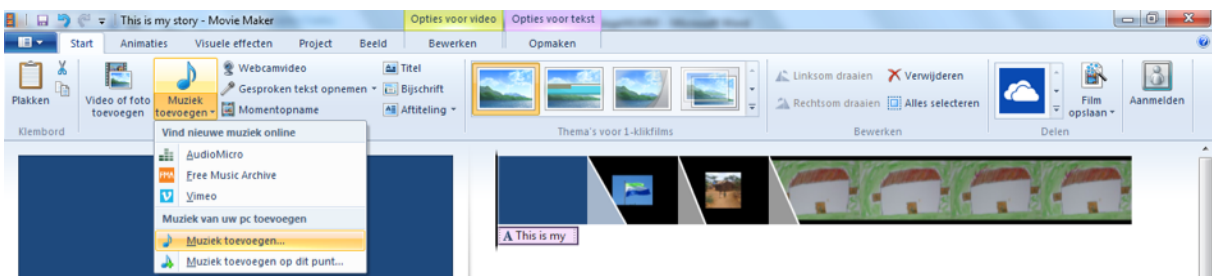 This is my story - Movie Maker
Opties voor video
Opties voor tekst
Start
Animaties
Visuele effecten
Project
Beeld
Bewerken
Opmaken
Plakken
Klembord
Video of foto
toevoegen
Muziek
toevoegen
Webcamvideo
Gesproken tekst opnemen
Momentopname
Titel
Bijschrift
Aftiteling
Thema's voor 1-klikfilms
Linksom draaien
Rechtsom draaien
Verwijderen
Alles selecteren
Bewerken
Film
opslaan
Delen
Aanmelden
Vind nieuwe muziek online
AudioMicro
FMA
Free Music Archive
Vimeo
Muziek van uw pc toevoegen
Muziek toevoegen...
Muziek toevoegen op dit punt...
A This is my